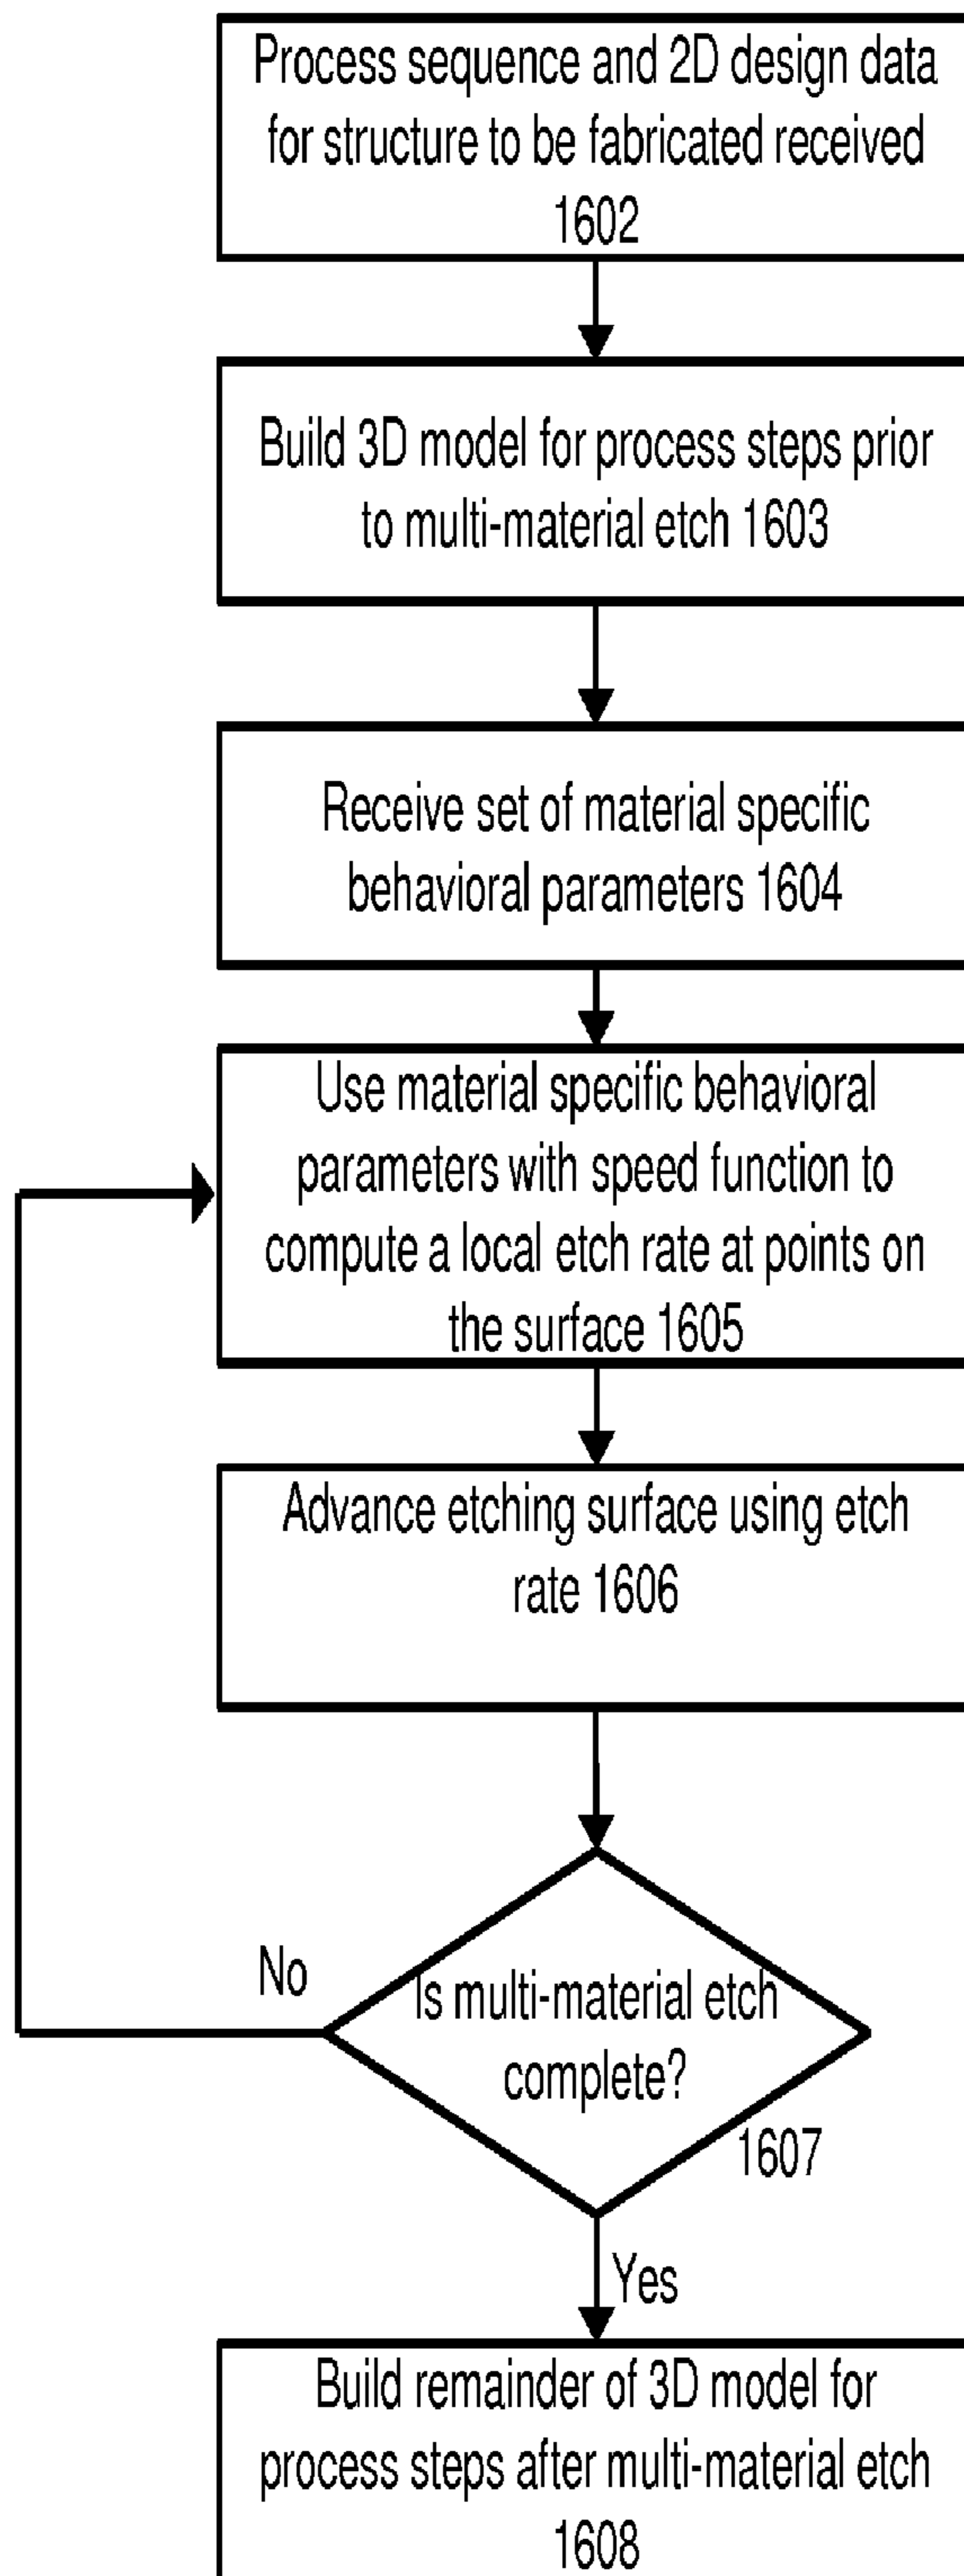 Process sequence and 2D design data
for structure to be fabricated received
1602
Build 3D model for process steps prior
to multi-material etch 1603
Receive set of material specific
behavioral parameters 1604
Use material specific behavioral
parameters with speed function to
compute a local etch rate at points on
the surface 1605
Advance etching surface using etch
rate 1606
No
Is multi-material etch
complete?
1607
Yes
Build remainder of 3D model for
process steps after multi-material etch
1608